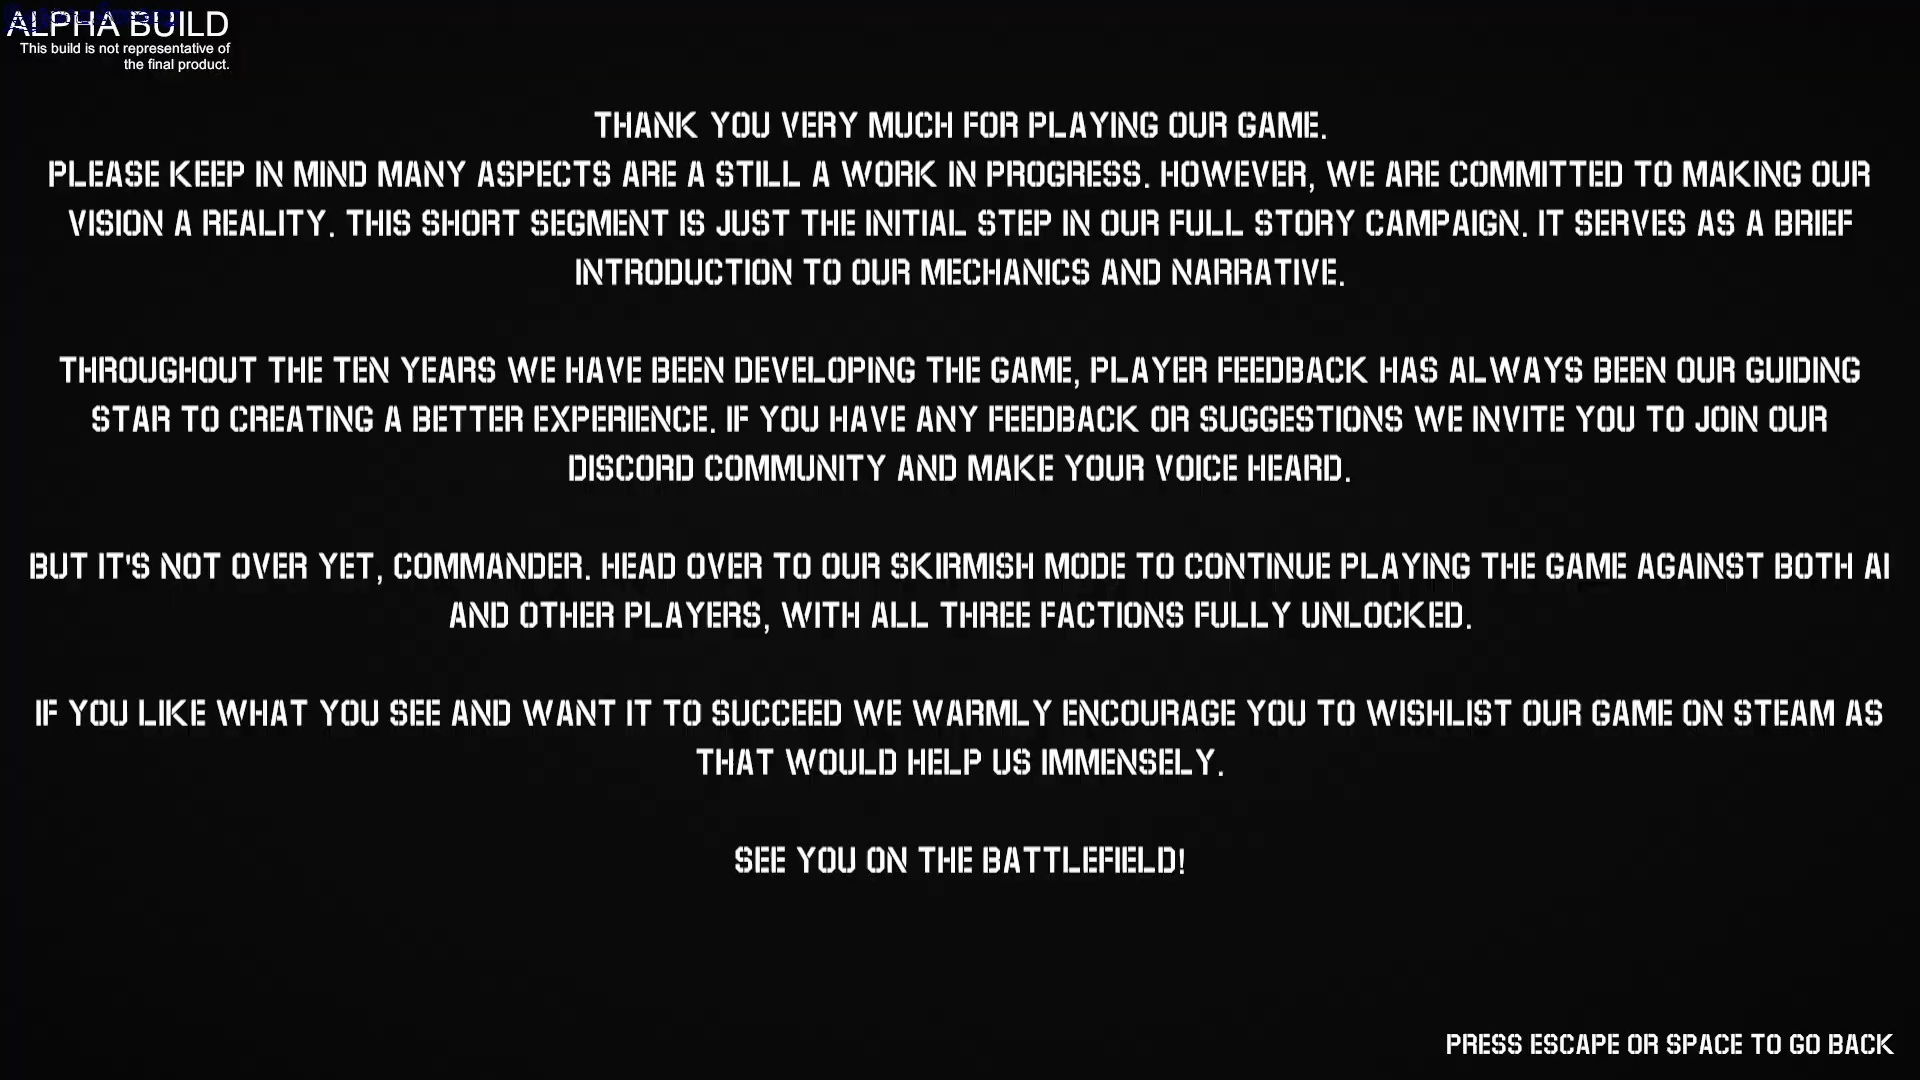 ALPHA BUILD
This build is not representative of
the final product.
THANK YOU VERY MUCH FOR PLAYING OUR GAME.
PLEASE KEEP IN MIND MANY ASPECTS ARE A STILL A WORK IN PROGRESS. HOWEVER, WE ARE COMMITTED TO MAKING OUR
VISION A REALITY. THIS SHORT SEGMENT IS JUST THE INITIAL STEP IN OUR FULL STORY CAMPAIGN. IT SERVES AS A BRIEF
INTRODUCTION TO OUR MECHANICS AND NARRATIVE.
THROUGHOUT THE TEN YEARS WE HAVE BEEN DEVELOPING THE GAME, PLAYER FEEDBACK HAS ALWAYS BEEN OUR GUIDING
STAR TO CREATING A BETTER EXPERIENCE. IF YOU HAVE ANY FEEDBACK OR SUGGESTIONS WE INVITE YOU TO JOIN OUR
DISCORD COMMUNITY AND MAKE YOUR VOICE HEARD.
BUT IT'S NOT OVER YET, COMMANDER. HEAD OVER TO OUR SKIRMISH MODE TO CONTINUE PLAYING THE GAME AGAINST BOTH AI
AND OTHER PLAYERS, WITH ALL THREE FACTIONS FULLY UNLOCKED.
IF YOU LIKE WHAT YOU SEE AND WANT IT TO SUCCEED WE WARMLY ENCOURAGE YOU TO WISHLIST OUR GAME ON STEAM AS
THAT WOULD HELP US IMMENSELY.
SEE YOU ON THE BATTLEFIELD!
PRESS ESCAPE OR SPACE TO GO BACK